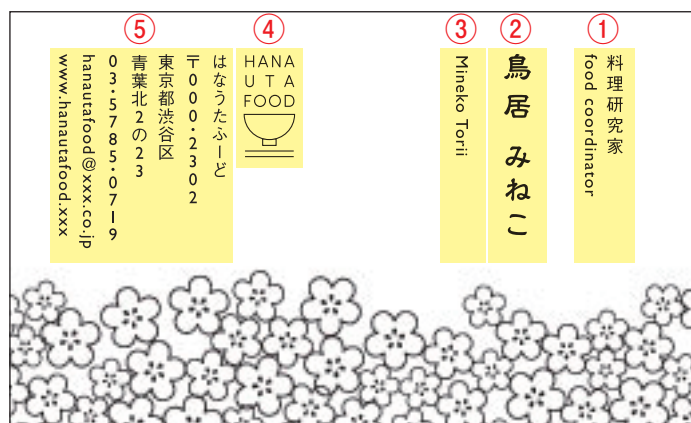 ①
料理研究家
food coordinator
②
鳥居 みねこ
③
Mineko Torii
④
HANA
UTA
FOOD
⑤
はなうたふーど
〒000・2302
東京都渋谷区
青葉北2の23
03・5785・0719
hanautafood@xxx.co.jp
www.hanautafood.xxx